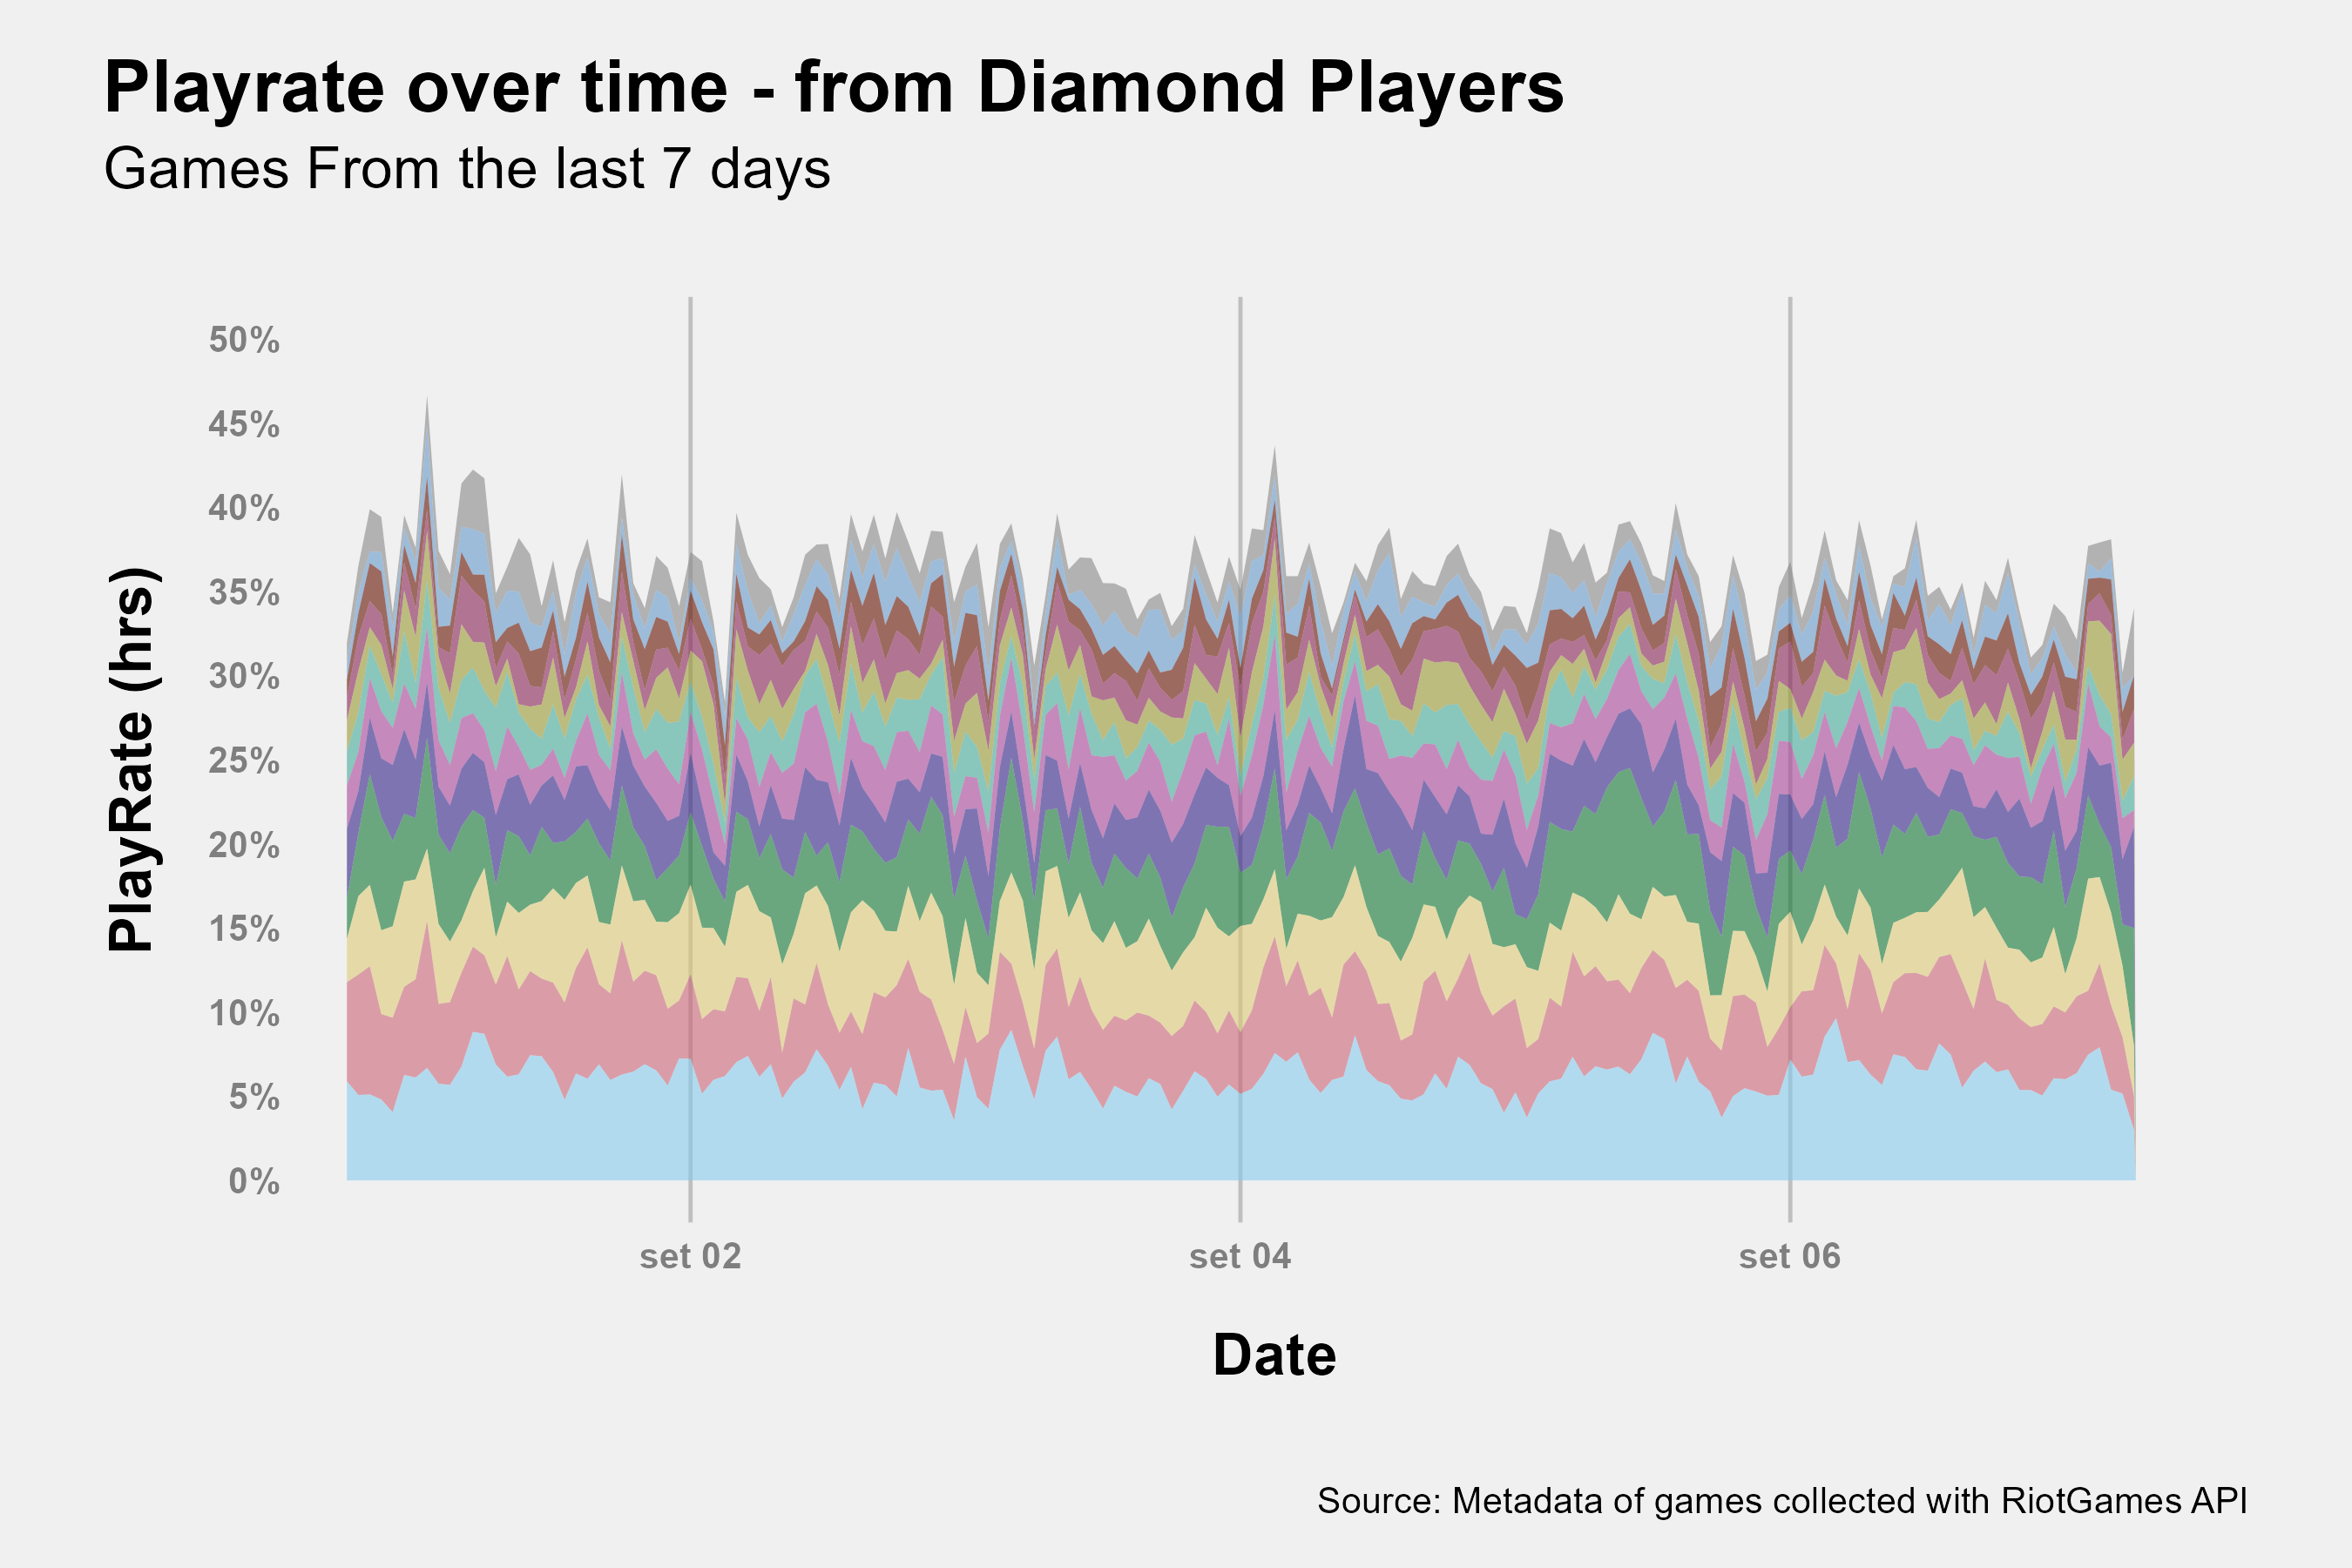 Playrate over time - from Diamond Players
Games From the last 7 days
PlayRate (hrs)
50%
45%
40%
35%
30%
25%
20%
15%
10%
5%
0%
set 02
set 04
set 06
Date
Source: Metadata of games collected with RiotGames API